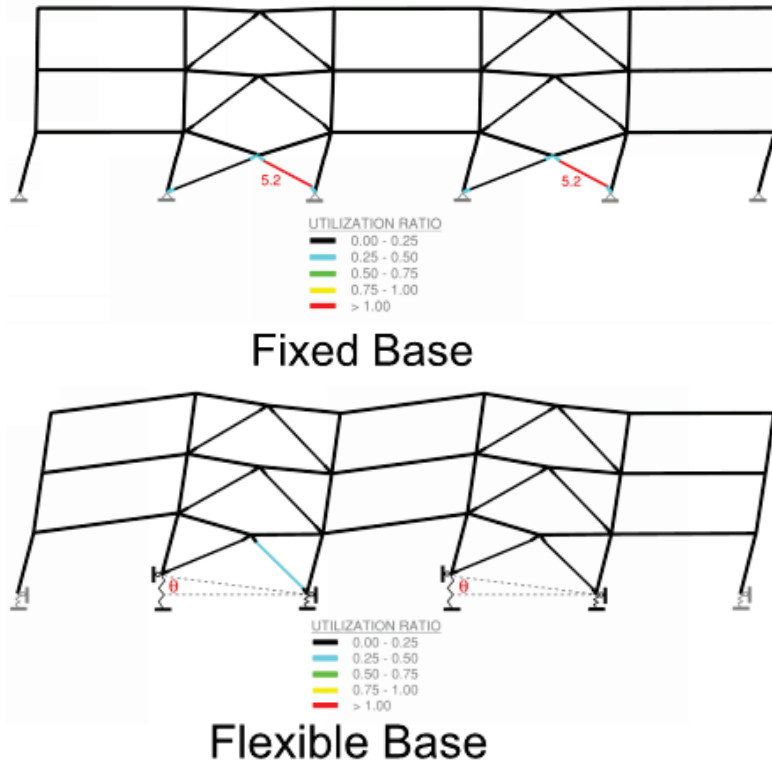 5.2 5.2
UTILIZATION RATIO
0.00 - 0.25
0.25 - 0.50
0.50 - 0.75
0.75 - 1.00
> 1.00
Fixed Base
θ θ
UTILIZATION RATIO
0.00 - 0.25
0.25 - 0.50
0.50 - 0.75
0.75 - 1.00
> 1.00
Flexible Base